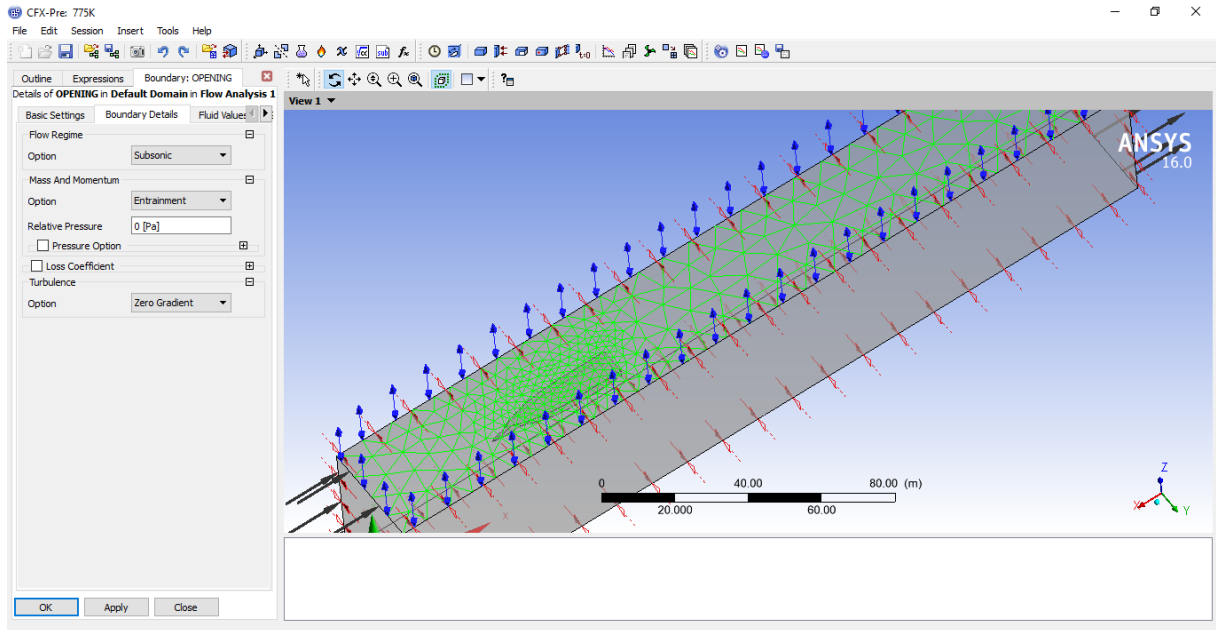 CFX-Pre: 775K
File Edit Session Insert Tools Help
Outline Expressions Boundary: OPENING
Details of OPENING in Default Domain in Flow Analysis 1
Basic Settings Boundary Details Fluid Values
Flow Regime
Option Subsonic
Mass And Momentum
Option Entrainment
Relative Pressure 0 [Pa]
Pressure Option
Loss Coefficient
Turbulence
Option Zero Gradient
OK Apply Close
View 1
ANSYS
16.0
0 40.00 80.00 (m)
20.000 60.00
X
Z
X
Y